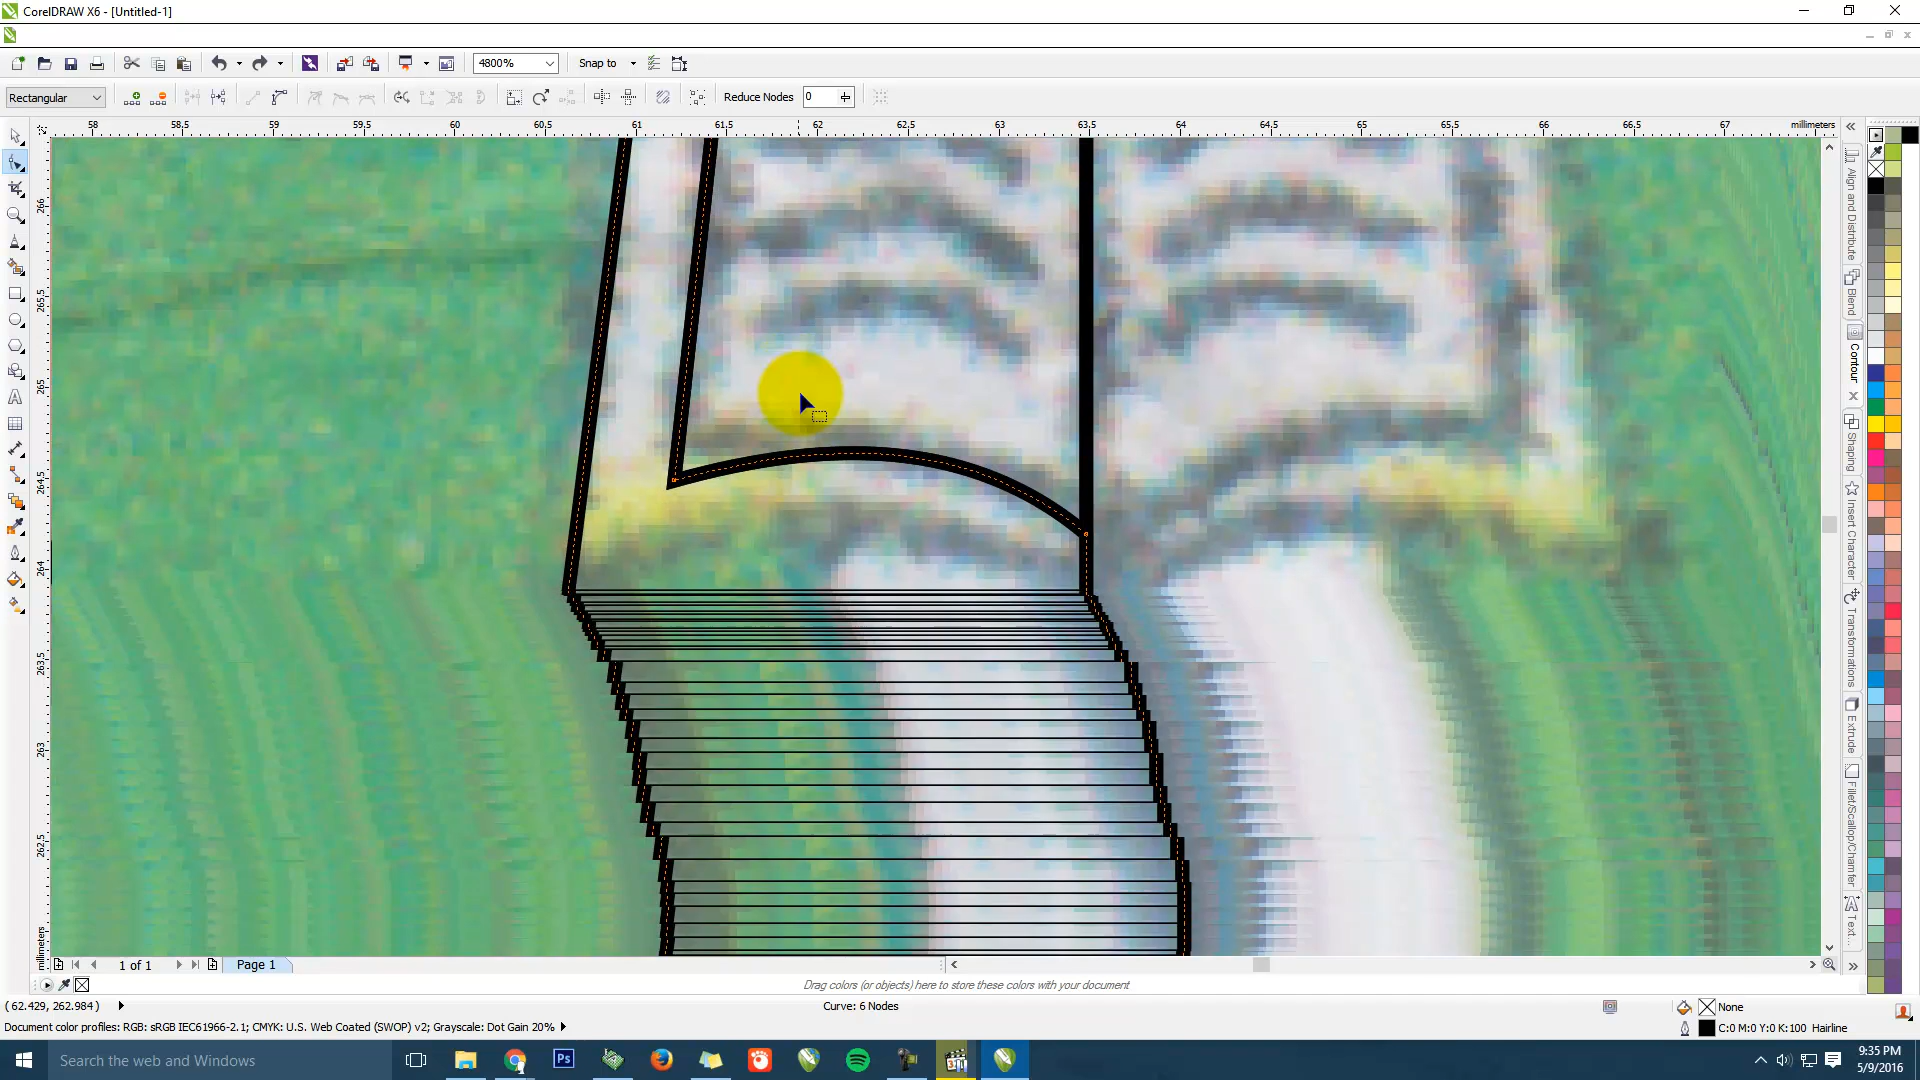 CorelDRAW X6 - [Untitled-1]
4800%
Snap to
Rectangular
Reduce Nodes
0
58
58,5
59
59,5
60
60,5
61
61,5
62
62,5
63
63,5
64
64,5
65
65,5
66
66,5
67
millimeters
266
265,5
265
264,5
264
263,5
263
262,5
millimeters
Align and Distribute
Blend
Contour
Shaping
Insert Character
Transformations
Extrude
Fillet/Scallop/Chamfer
Text...
1 of 1
Page 1
Drag colors (or objects) here to store these colors with your document
( 62.429, 262.984 )
Curve: 6 Nodes
None
Document color profiles: RGB: sRGB IEC61966-2.1; CMYK: U.S. Web Coated (SWOP) v2; Grayscale: Dot Gain 20%
C:0 M:0 Y:0 K:100 Hairline
Search the web and Windows
Ps
9:35 PM
5/9/2016